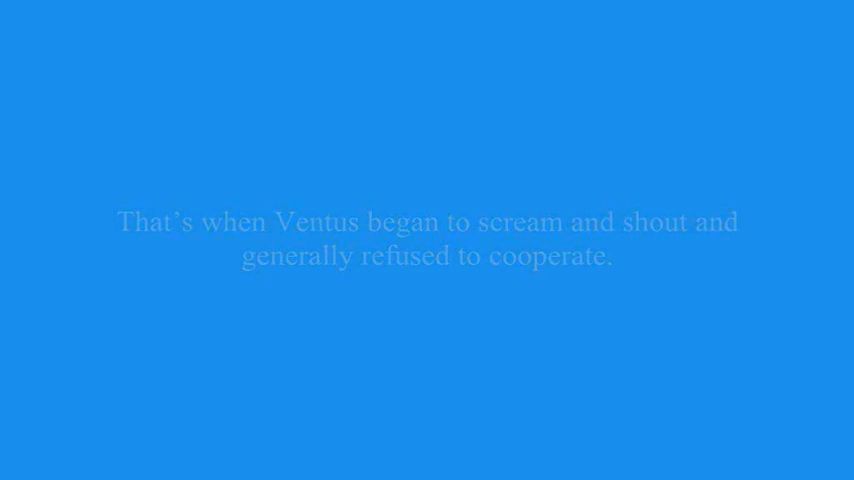 That’s when Ventus began to scream and shout and
generally refused to cooperate.